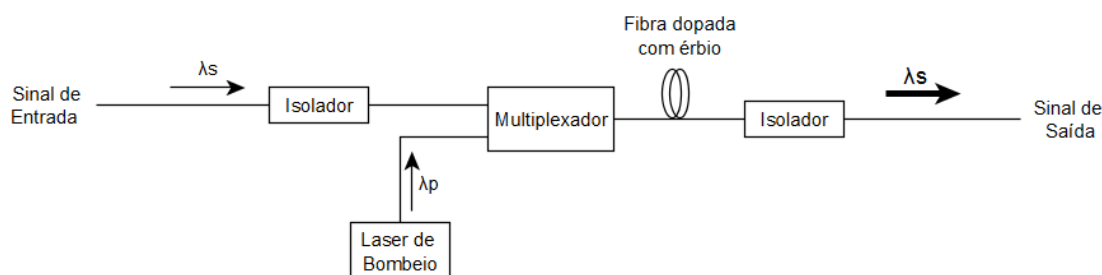 Fibra dopada
com érbio
λs
λs
Sinal de
Entrada
Isolador
Multiplexador
Isolador
Sinal de
Saída
λp
Laser de
Bombeio